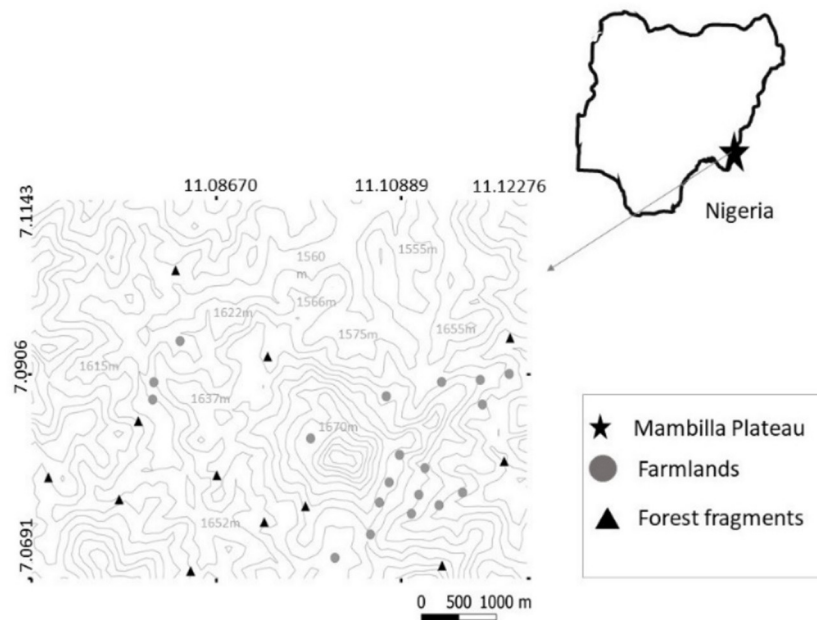 Nigeria
11.08670 11.10889 11.12276
7.1143
7.0906
7.0691
1555m
1560
m
1566m
1622m
1575m
1655m
1615m
1637m
1670m
1652m
Mambilla Plateau
Farmlands
Forest fragments
0 500 1000 m